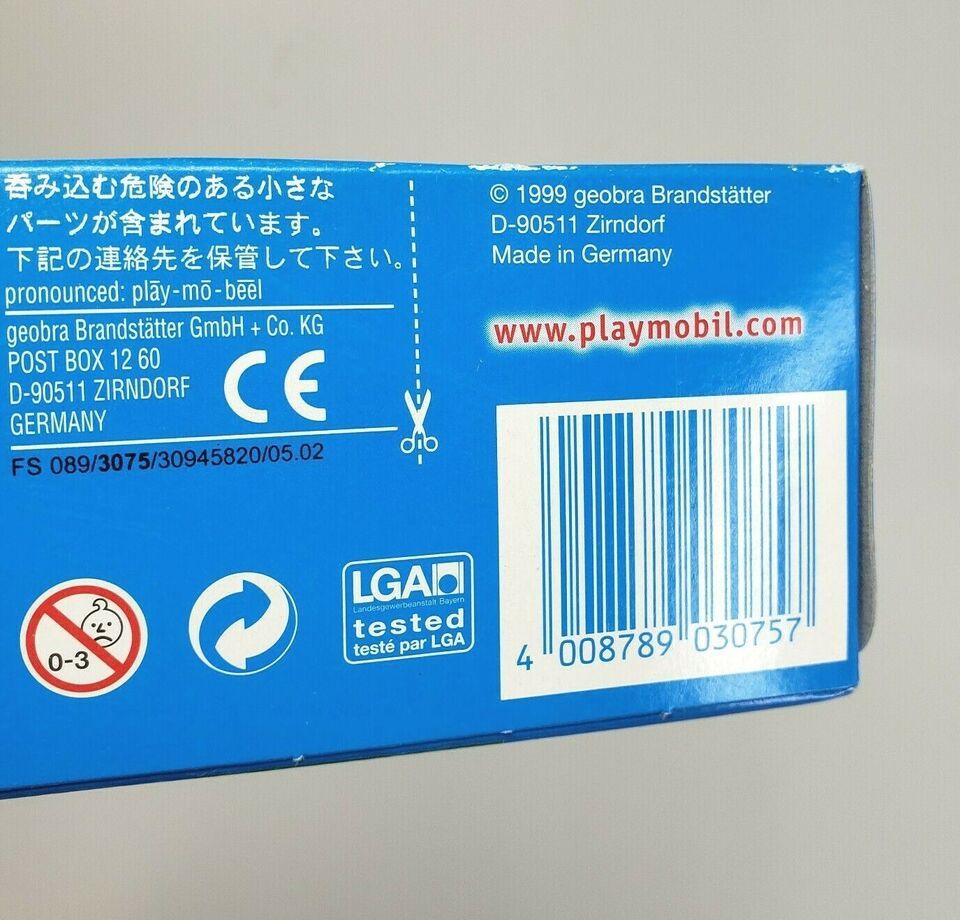 呑み込む危険のある小さな
パーツが含まれています。
下記の連絡先を保管して下さい。
pronounced: plāy-mō-bēēl
geobra Brandstätter GmbH + Co. KG
POST BOX 12 60
D-90511 ZIRNDORF
GERMANY
CE
FS 089/3075/30945820/05.02
© 1999 geobra Brandstätter
D-90511 Zirndorf
Made in Germany
www.playmobil.com
0-3
LGA
Landesgewerbeanstalt Bayern
tested
testé par LGA
4 008789 030757